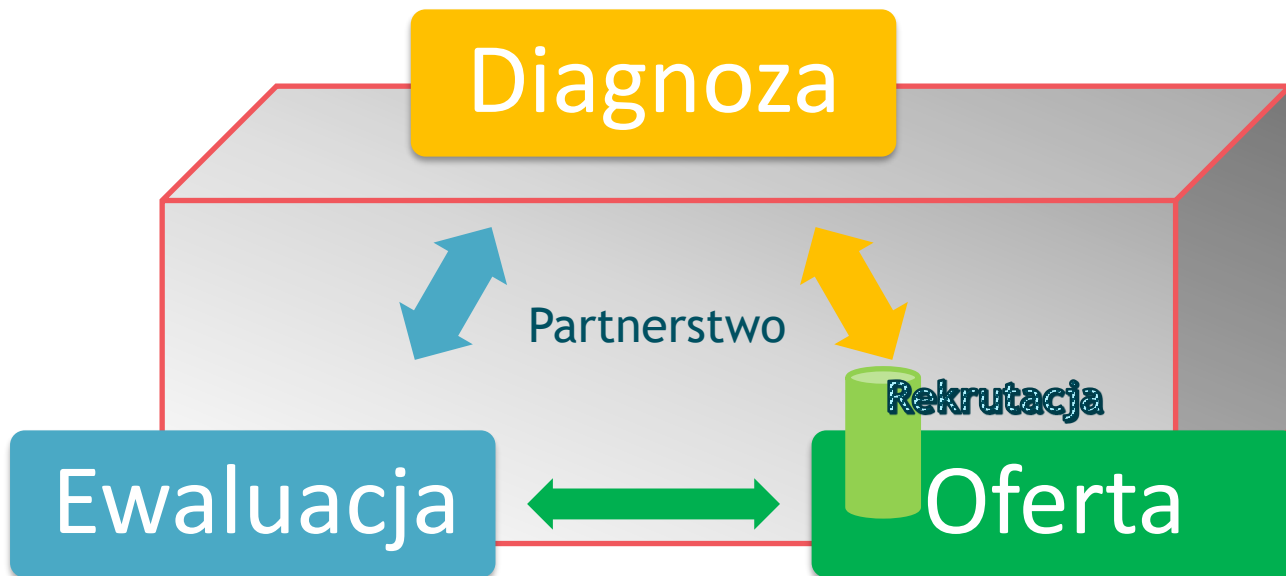 Diagnoza
Partnerstwo
Rekrutacja
Ewaluacja
Oferta